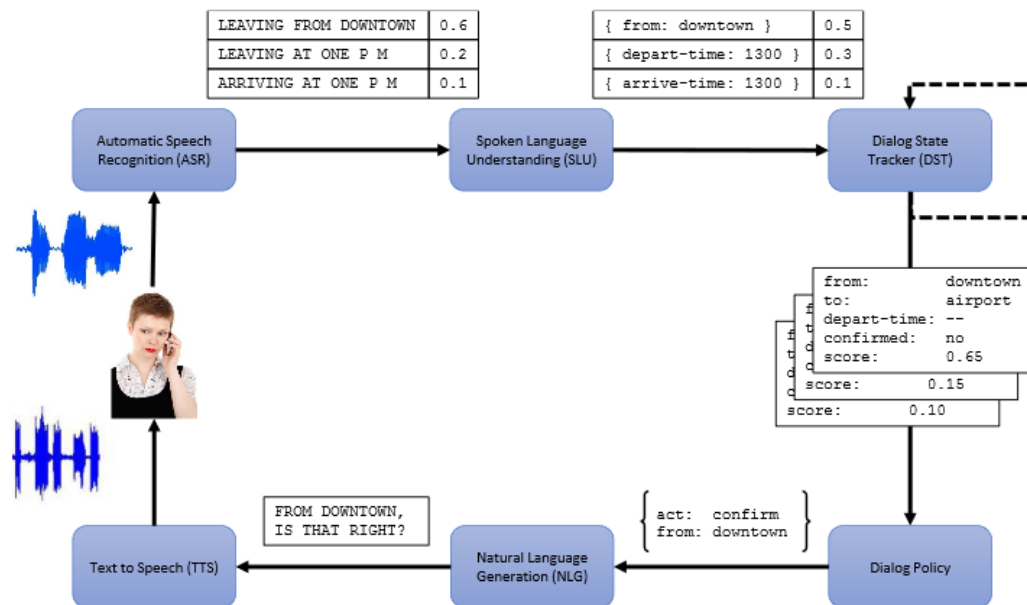 LEAVING FROM DOWNTOWN 0.6
LEAVING AT ONE P M 0.2
ARRIVING AT ONE P M 0.1
{ from: downtown } 0.5
{ depart-time: 1300 } 0.3
{ arrive-time: 1300 } 0.1
Automatic Speech
Recognition (ASR)
Spoken Language
Understanding (SLU)
Dialog State
Tracker (DST)
from: downtown
to: airport
depart-time: --
confirmed: no
score: 0.65
f
t
d
c
score: 0.15
f
t
d
c
score: 0.10
act: confirm
from: downtown
FROM DOWNTOWN,
IS THAT RIGHT?
Text to Speech (TTS)
Natural Language
Generation (NLG)
Dialog Policy